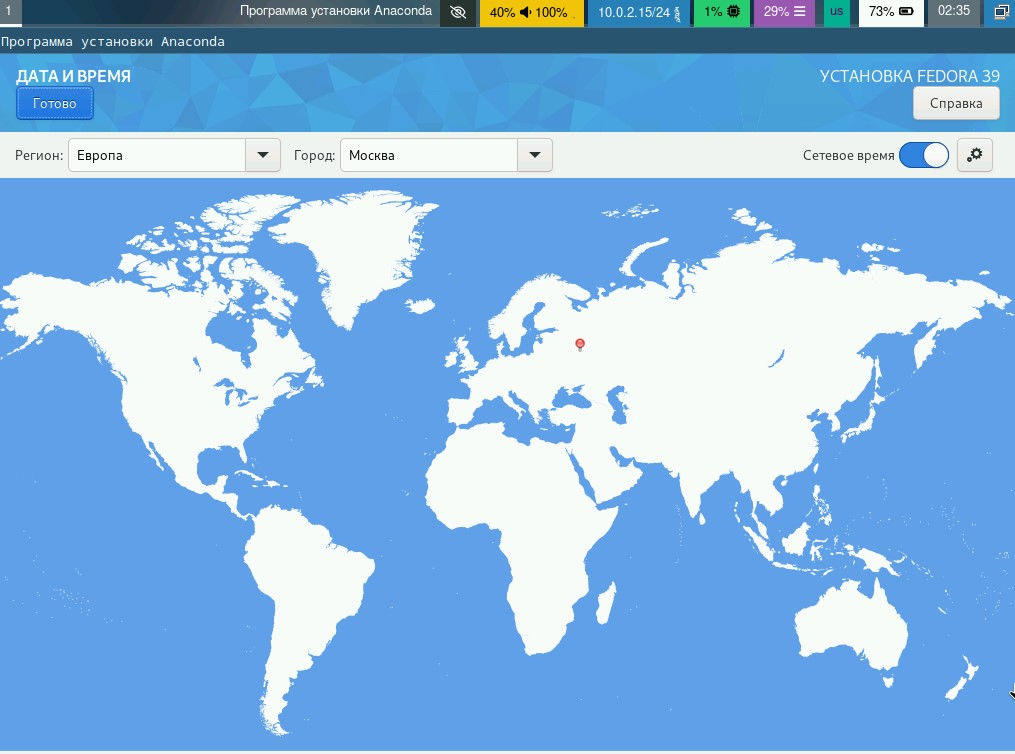 1 Программа установки Anaconda 40% 100% 10.0.2.15/24 1% 29% us 73% 02:35
Программа установки Anaconda
ДАТА И ВРЕМЯ УСТАНОВКА FEDORA 39
Готово Справка
Регион: Европа Город: Москва Сетевое время